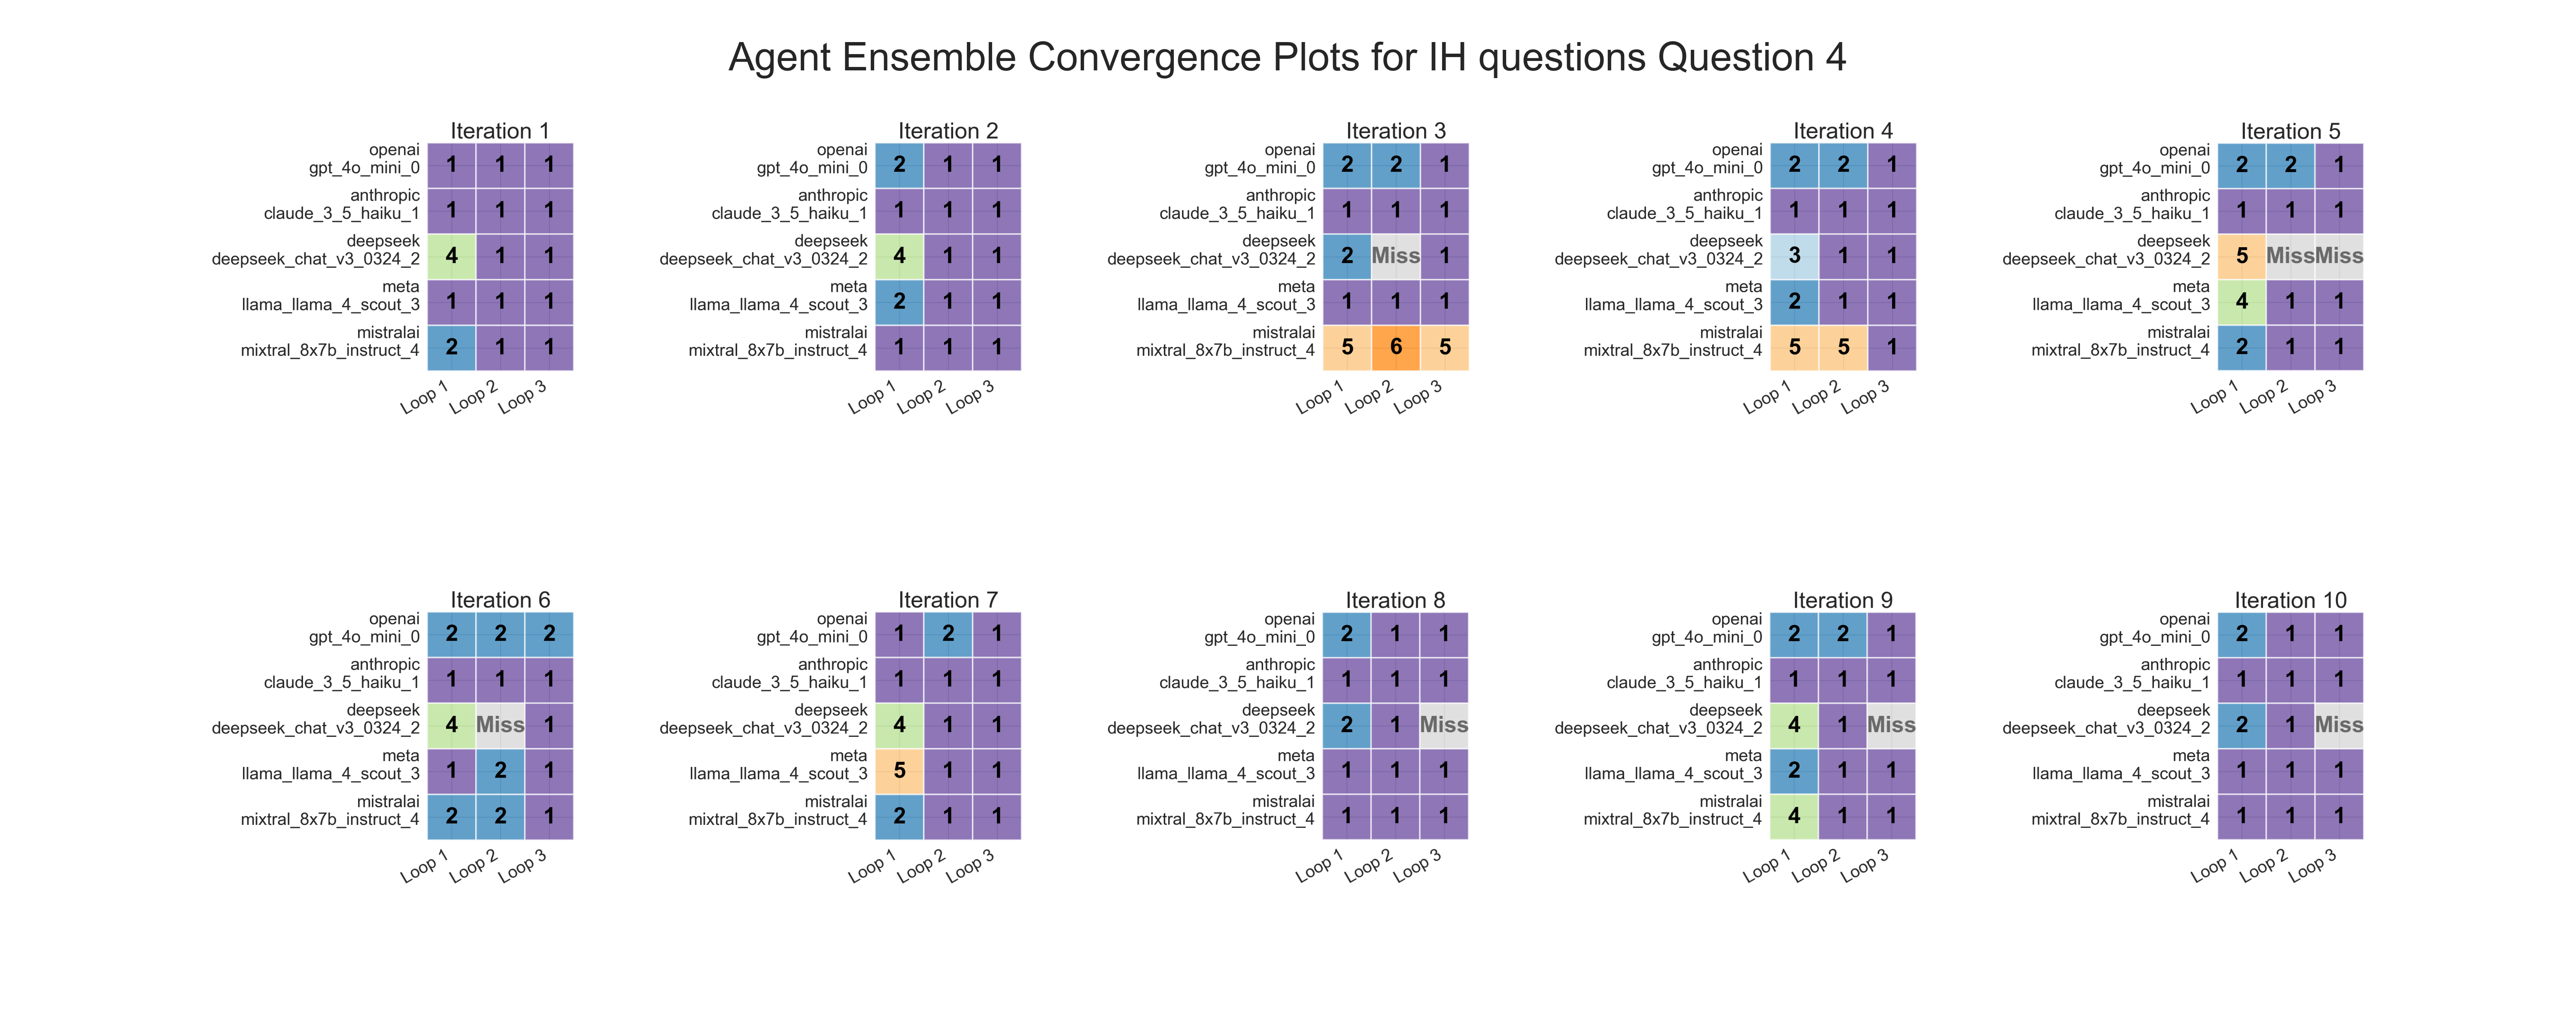 Agent Ensemble Convergence Plots for IH questions Question 4
Iteration 1
openai
gpt_4o_mini_0 1 1 1
anthropic
claude_3_5_haiku_1 1 1 1
deepseek
deepseek_chat_v3_0324_2 4 1 1
meta
llama_llama_4_scout_3 1 1 1
mistralai
mixtral_8x7b_instruct_4 2 1 1
Loop 1 Loop 2 Loop 3
Iteration 2
openai
gpt_4o_mini_0 2 1 1
anthropic
claude_3_5_haiku_1 1 1 1
deepseek
deepseek_chat_v3_0324_2 4 1 1
meta
llama_llama_4_scout_3 2 1 1
mistralai
mixtral_8x7b_instruct_4 1 1 1
Loop 1 Loop 2 Loop 3
Iteration 3
openai
gpt_4o_mini_0 2 2 1
anthropic
claude_3_5_haiku_1 1 1 1
deepseek
deepseek_chat_v3_0324_2 2 Miss 1
meta
llama_llama_4_scout_3 1 1 1
mistralai
mixtral_8x7b_instruct_4 5 6 5
Loop 1 Loop 2 Loop 3
Iteration 4
openai
gpt_4o_mini_0 2 2 1
anthropic
claude_3_5_haiku_1 1 1 1
deepseek
deepseek_chat_v3_0324_2 3 1 1
meta
llama_llama_4_scout_3 2 1 1
mistralai
mixtral_8x7b_instruct_4 5 5 1
Loop 1 Loop 2 Loop 3
Iteration 5
openai
gpt_4o_mini_0 2 2 1
anthropic
claude_3_5_haiku_1 1 1 1
deepseek
deepseek_chat_v3_0324_2 5 Miss Miss
meta
llama_llama_4_scout_3 4 1 1
mistralai
mixtral_8x7b_instruct_4 2 1 1
Loop 1 Loop 2 Loop 3
Iteration 6
openai
gpt_4o_mini_0 2 2 2
anthropic
claude_3_5_haiku_1 1 1 1
deepseek
deepseek_chat_v3_0324_2 4 Miss 1
meta
llama_llama_4_scout_3 1 2 1
mistralai
mixtral_8x7b_instruct_4 2 2 1
Loop 1 Loop 2 Loop 3
Iteration 7
openai
gpt_4o_mini_0 1 2 1
anthropic
claude_3_5_haiku_1 1 1 1
deepseek
deepseek_chat_v3_0324_2 4 1 1
meta
llama_llama_4_scout_3 5 1 1
mistralai
mixtral_8x7b_instruct_4 2 1 1
Loop 1 Loop 2 Loop 3
Iteration 8
openai
gpt_4o_mini_0 2 1 1
anthropic
claude_3_5_haiku_1 1 1 1
deepseek
deepseek_chat_v3_0324_2 2 1 Miss
meta
llama_llama_4_scout_3 1 1 1
mistralai
mixtral_8x7b_instruct_4 1 1 1
Loop 1 Loop 2 Loop 3
Iteration 9
openai
gpt_4o_mini_0 2 2 1
anthropic
claude_3_5_haiku_1 1 1 1
deepseek
deepseek_chat_v3_0324_2 4 1 Miss
meta
llama_llama_4_scout_3 2 1 1
mistralai
mixtral_8x7b_instruct_4 4 1 1
Loop 1 Loop 2 Loop 3
Iteration 10
openai
gpt_4o_mini_0 2 1 1
anthropic
claude_3_5_haiku_1 1 1 1
deepseek
deepseek_chat_v3_0324_2 2 1 Miss
meta
llama_llama_4_scout_3 1 1 1
mistralai
mixtral_8x7b_instruct_4 1 1 1
Loop 1 Loop 2 Loop 3